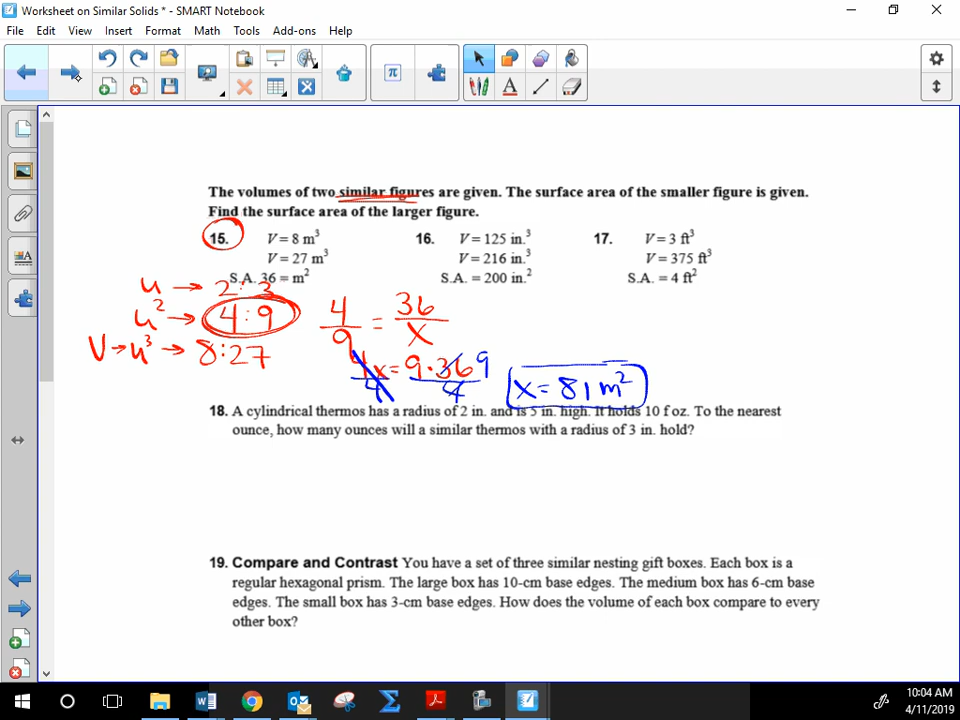 Worksheet on Similar Solids * - SMART Notebook
File Edit View Insert Format Math Tools Add-ons Help
The volumes of two similar figures are given. The surface area of the smaller figure is given.
Find the surface area of the larger figure.
15. V = 8 m³ 16. V = 125 in.³ 17. V = 3 ft³
V = 27 m³ V = 216 in.³ V = 375 ft³
S.A. 36 = m² S.A. = 200 in.² S.A. = 4 ft²
u → 2:3
u² → 4:9
V → u³ → 8:27
4/9 = 36/x
4x = 9·36 9
4 4
x = 81 m²
18. A cylindrical thermos has a radius of 2 in. and is 5 in. high. It holds 10 f oz. To the nearest
ounce, how many ounces will a similar thermos with a radius of 3 in. hold?
19. Compare and Contrast You have a set of three similar nesting gift boxes. Each box is a
regular hexagonal prism. The large box has 10-cm base edges. The medium box has 6-cm base
edges. The small box has 3-cm base edges. How does the volume of each box compare to every
other box?
10:04 AM
4/11/2019